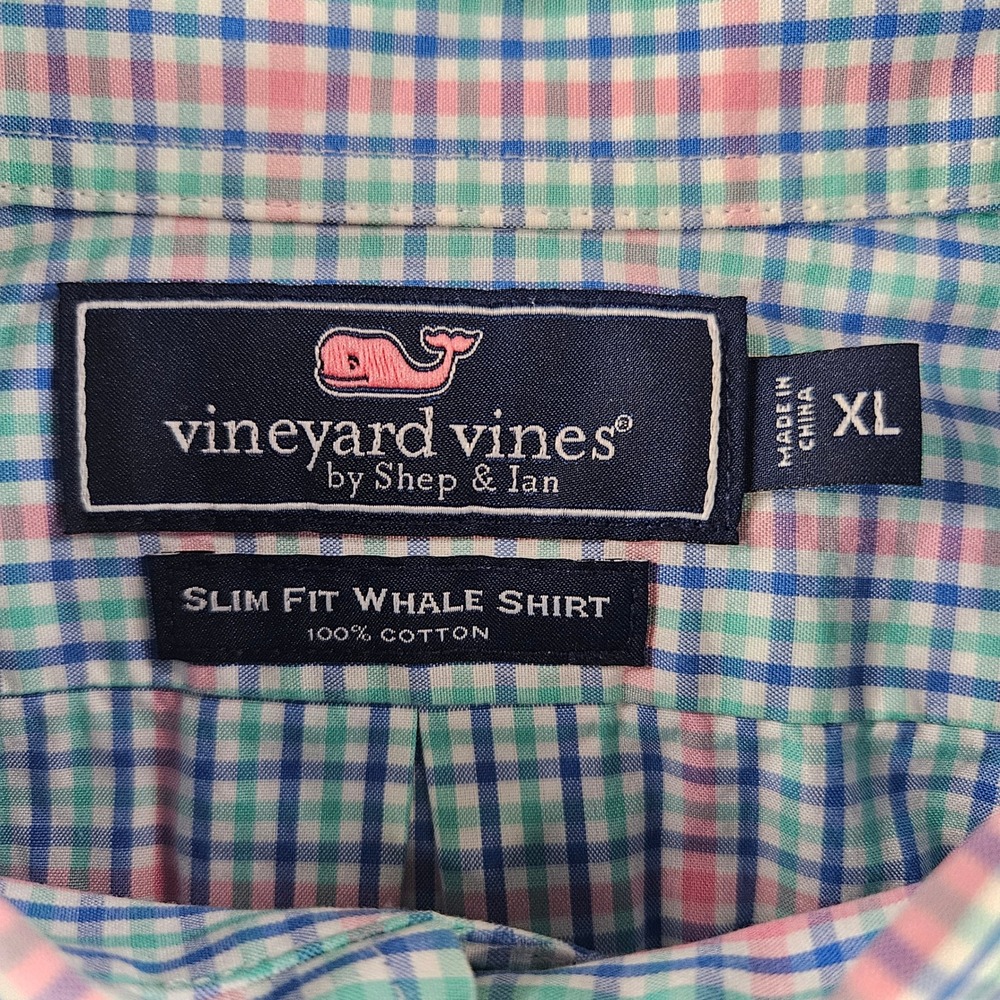 vineyard vines®
by Shep & Ian
MADE IN
CHINA
XL
SLIM FIT WHALE SHIRT
100% COTTON